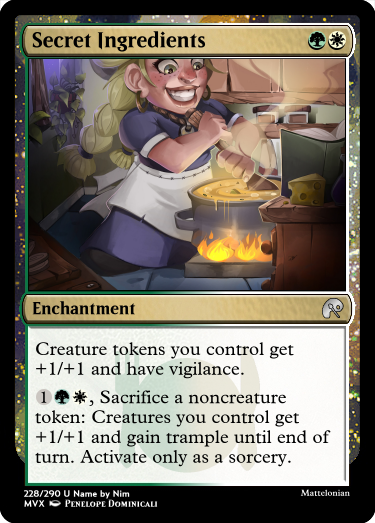 Secret Ingredients
Enchantment
Creature tokens you control get
+1/+1 and have vigilance.
1, Sacrifice a noncreature
token: Creatures you control get
+1/+1 and gain trample until end of
turn. Activate only as a sorcery.
228/290 U Name by Nim
Mattelonian
MVX Penelope Dominicali